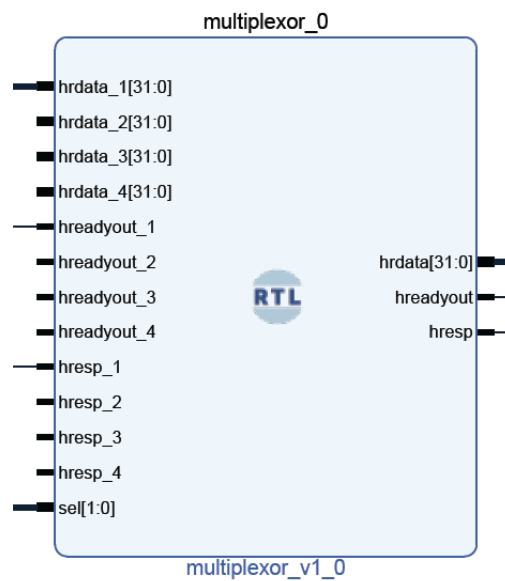 multiplexor_0
hrdata_1[31:0]
hrdata_2[31:0]
hrdata_3[31:0]
hrdata_4[31:0]
hreadyout_1
hreadyout_2
hreadyout_3
hreadyout_4
hresp_1
hresp_2
hresp_3
hresp_4
sel[1:0]
RTL
hrdata[31:0]
hreadyout
hresp
multiplexor_v1_0